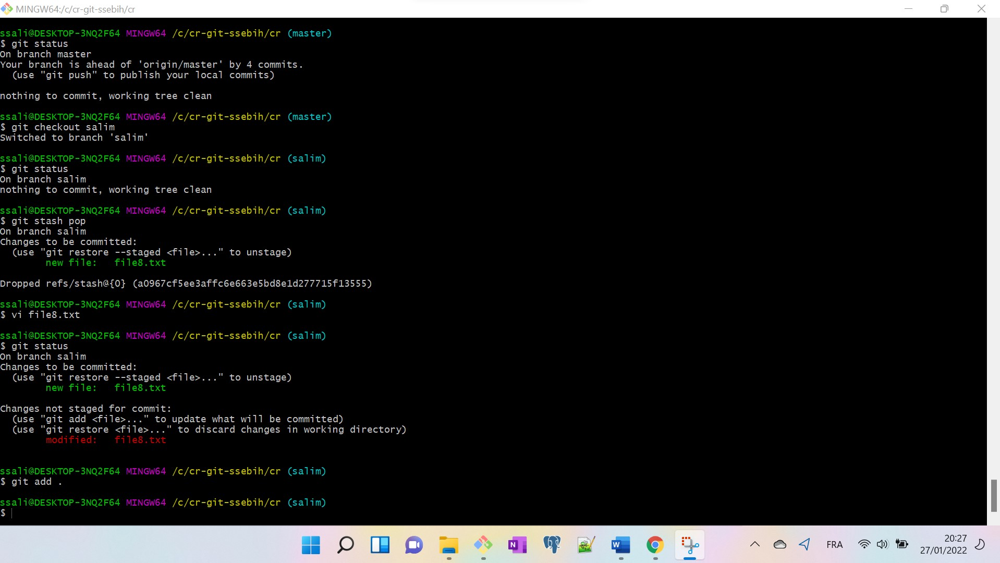 MINGW64:/c/cr-git-ssebih/cr
ssali@DESKTOP-3NQ2F64 MINGW64 /c/cr-git-ssebih/cr (master)
$ git status
On branch master
Your branch is ahead of 'origin/master' by 4 commits.
  (use "git push" to publish your local commits)
nothing to commit, working tree clean
ssali@DESKTOP-3NQ2F64 MINGW64 /c/cr-git-ssebih/cr (master)
$ git checkout salim
Switched to branch 'salim'
ssali@DESKTOP-3NQ2F64 MINGW64 /c/cr-git-ssebih/cr (salim)
$ git status
On branch salim
nothing to commit, working tree clean
ssali@DESKTOP-3NQ2F64 MINGW64 /c/cr-git-ssebih/cr (salim)
$ git stash pop
On branch salim
Changes to be committed:
  (use "git restore --staged <file>..." to unstage)
        new file:   file8.txt
Dropped refs/stash@{0} (a0967cf5ee3affc6e663e5bd8e1d277715f13555)
ssali@DESKTOP-3NQ2F64 MINGW64 /c/cr-git-ssebih/cr (salim)
$ vi file8.txt
ssali@DESKTOP-3NQ2F64 MINGW64 /c/cr-git-ssebih/cr (salim)
$ git status
On branch salim
Changes to be committed:
  (use "git restore --staged <file>..." to unstage)
        new file:   file8.txt
Changes not staged for commit:
  (use "git add <file>..." to update what will be committed)
  (use "git restore <file>..." to discard changes in working directory)
        modified:   file8.txt
ssali@DESKTOP-3NQ2F64 MINGW64 /c/cr-git-ssebih/cr (salim)
$ git add .
ssali@DESKTOP-3NQ2F64 MINGW64 /c/cr-git-ssebih/cr (salim)
$
N
W
FRA
20:27
27/01/2022